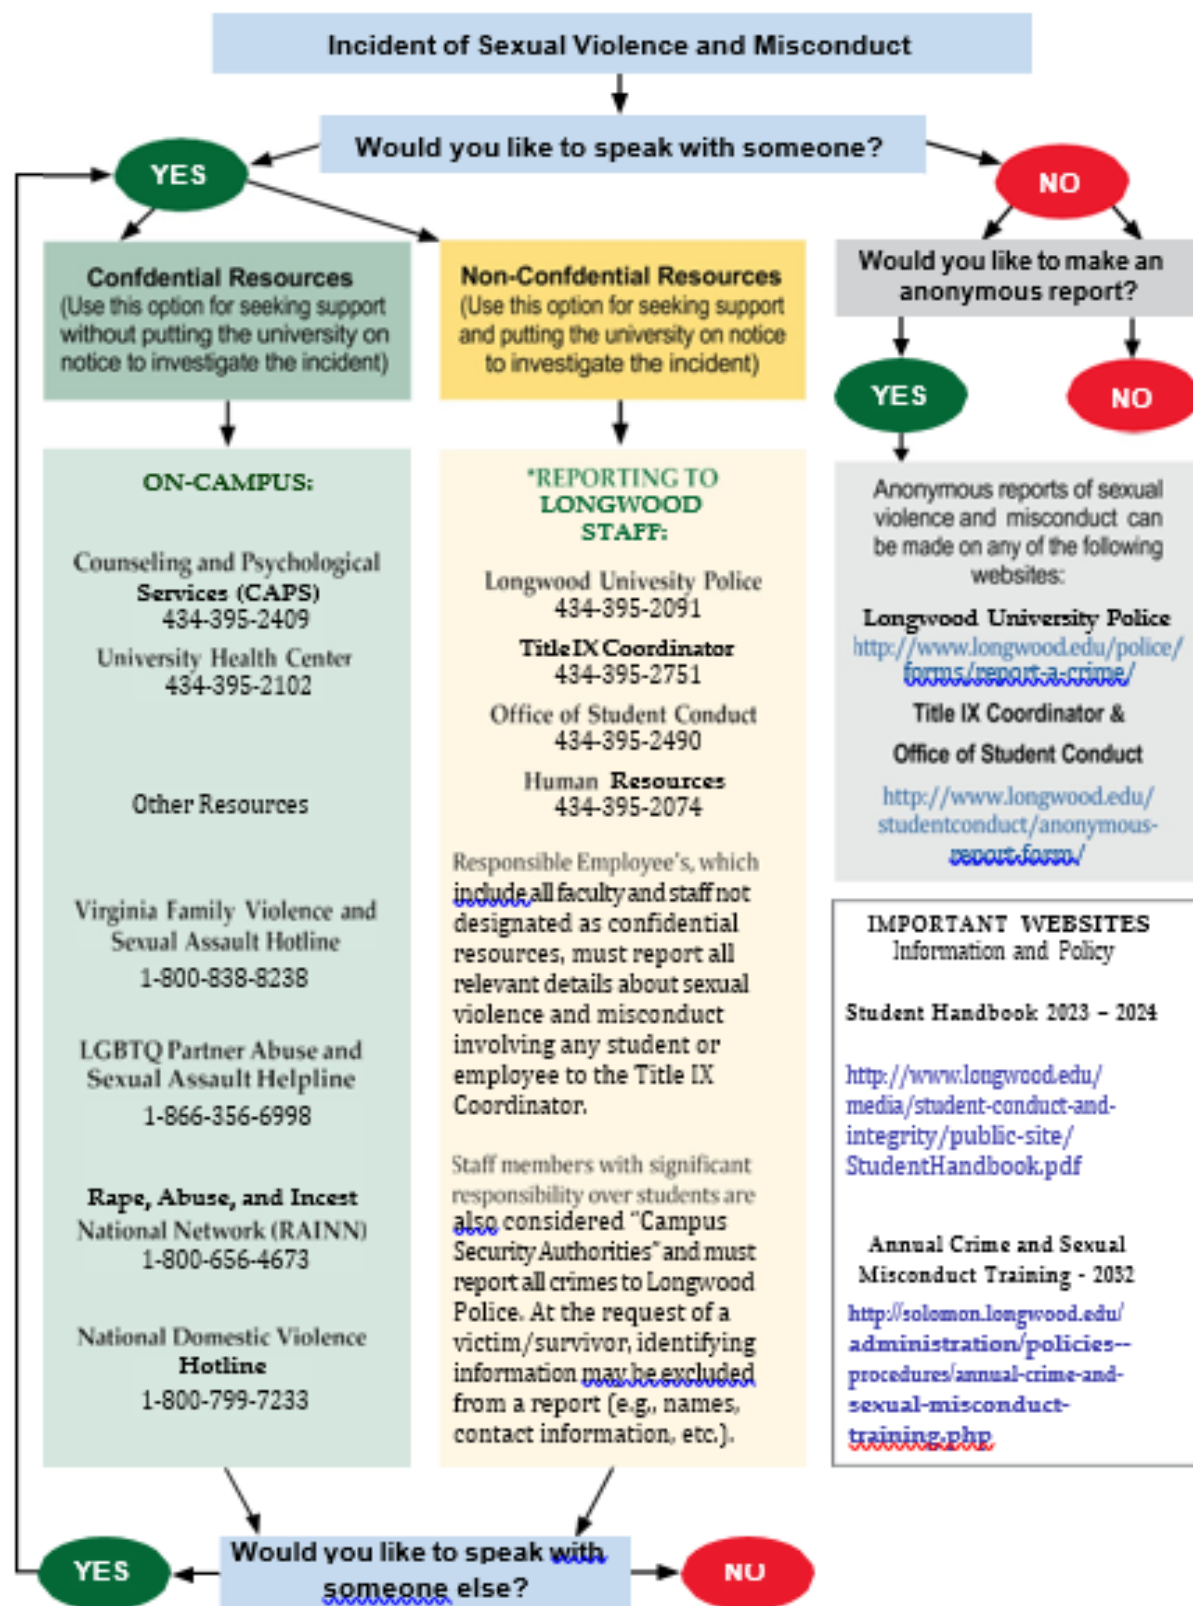 Incident of Sexual Violence and Misconduct
Would you like to speak with someone?
YES
NO
Confdential Resources
(Use this option for seeking support
without putting the university on
notice to investigate the incident)
Non-Confdential Resources
(Use this option for seeking support
and putting the university on notice
to investigate the incident)
Would you like to make an
anonymous report?
YES
NO
ON-CAMPUS:
Counseling and Psychological
Services (CAPS)
434-395-2409
University Health Center
434-395-2102
Other Resources
Virginia Family Violence and
Sexual Assault Hotline
1-800-838-8238
LGBTQ Partner Abuse and
Sexual Assault Helpline
1-866-356-6998
Rape, Abuse, and Incest
National Network (RAINN)
1-800-656-4673
National Domestic Violence
Hotline
1-800-799-7233
*REPORTING TO
LONGWOOD
STAFF:
Longwood Univesity Police
434-395-2091
Title IX Coordinator
434-395-2751
Office of Student Conduct
434-395-2490
Human Resources
434-395-2074
Responsible Employee's, which
include all faculty and staff not
designated as confidential
resources, must report all
relevant details about sexual
violence and misconduct
involving any student or
employee to the Title IX
Coordinator.
Staff members with significant
responsibility over students are
also considered "Campus
Security Authorities" and must
report all crimes to Longwood
Police. At the request of a
victim/survivor, identifying
information may be excluded
from a report (e.g., names,
contact information, etc.).
Anonymous reports of sexual
violence and misconduct can
be made on any of the following
websites:
Longwood University Police
http://www.longwood.edu/police/
forms/report-a-crime/
Title IX Coordinator &
Office of Student Conduct
http://www.longwood.edu/
studentconduct/anonymous-
report-form/
IMPORTANT WEBSITES
Information and Policy
Student Handbook 2023 – 2024
http://www.longwood.edu/
media/student-conduct-and-
integrity/public-site/
StudentHandbook.pdf
Annual Crime and Sexual
Misconduct Training - 2032
http://solomon.longwood.edu/
administration/policies--
procedures/annual-crime-and-
sexual-misconduct-
training.php
Would you like to speak with
someone else?
YES
NO